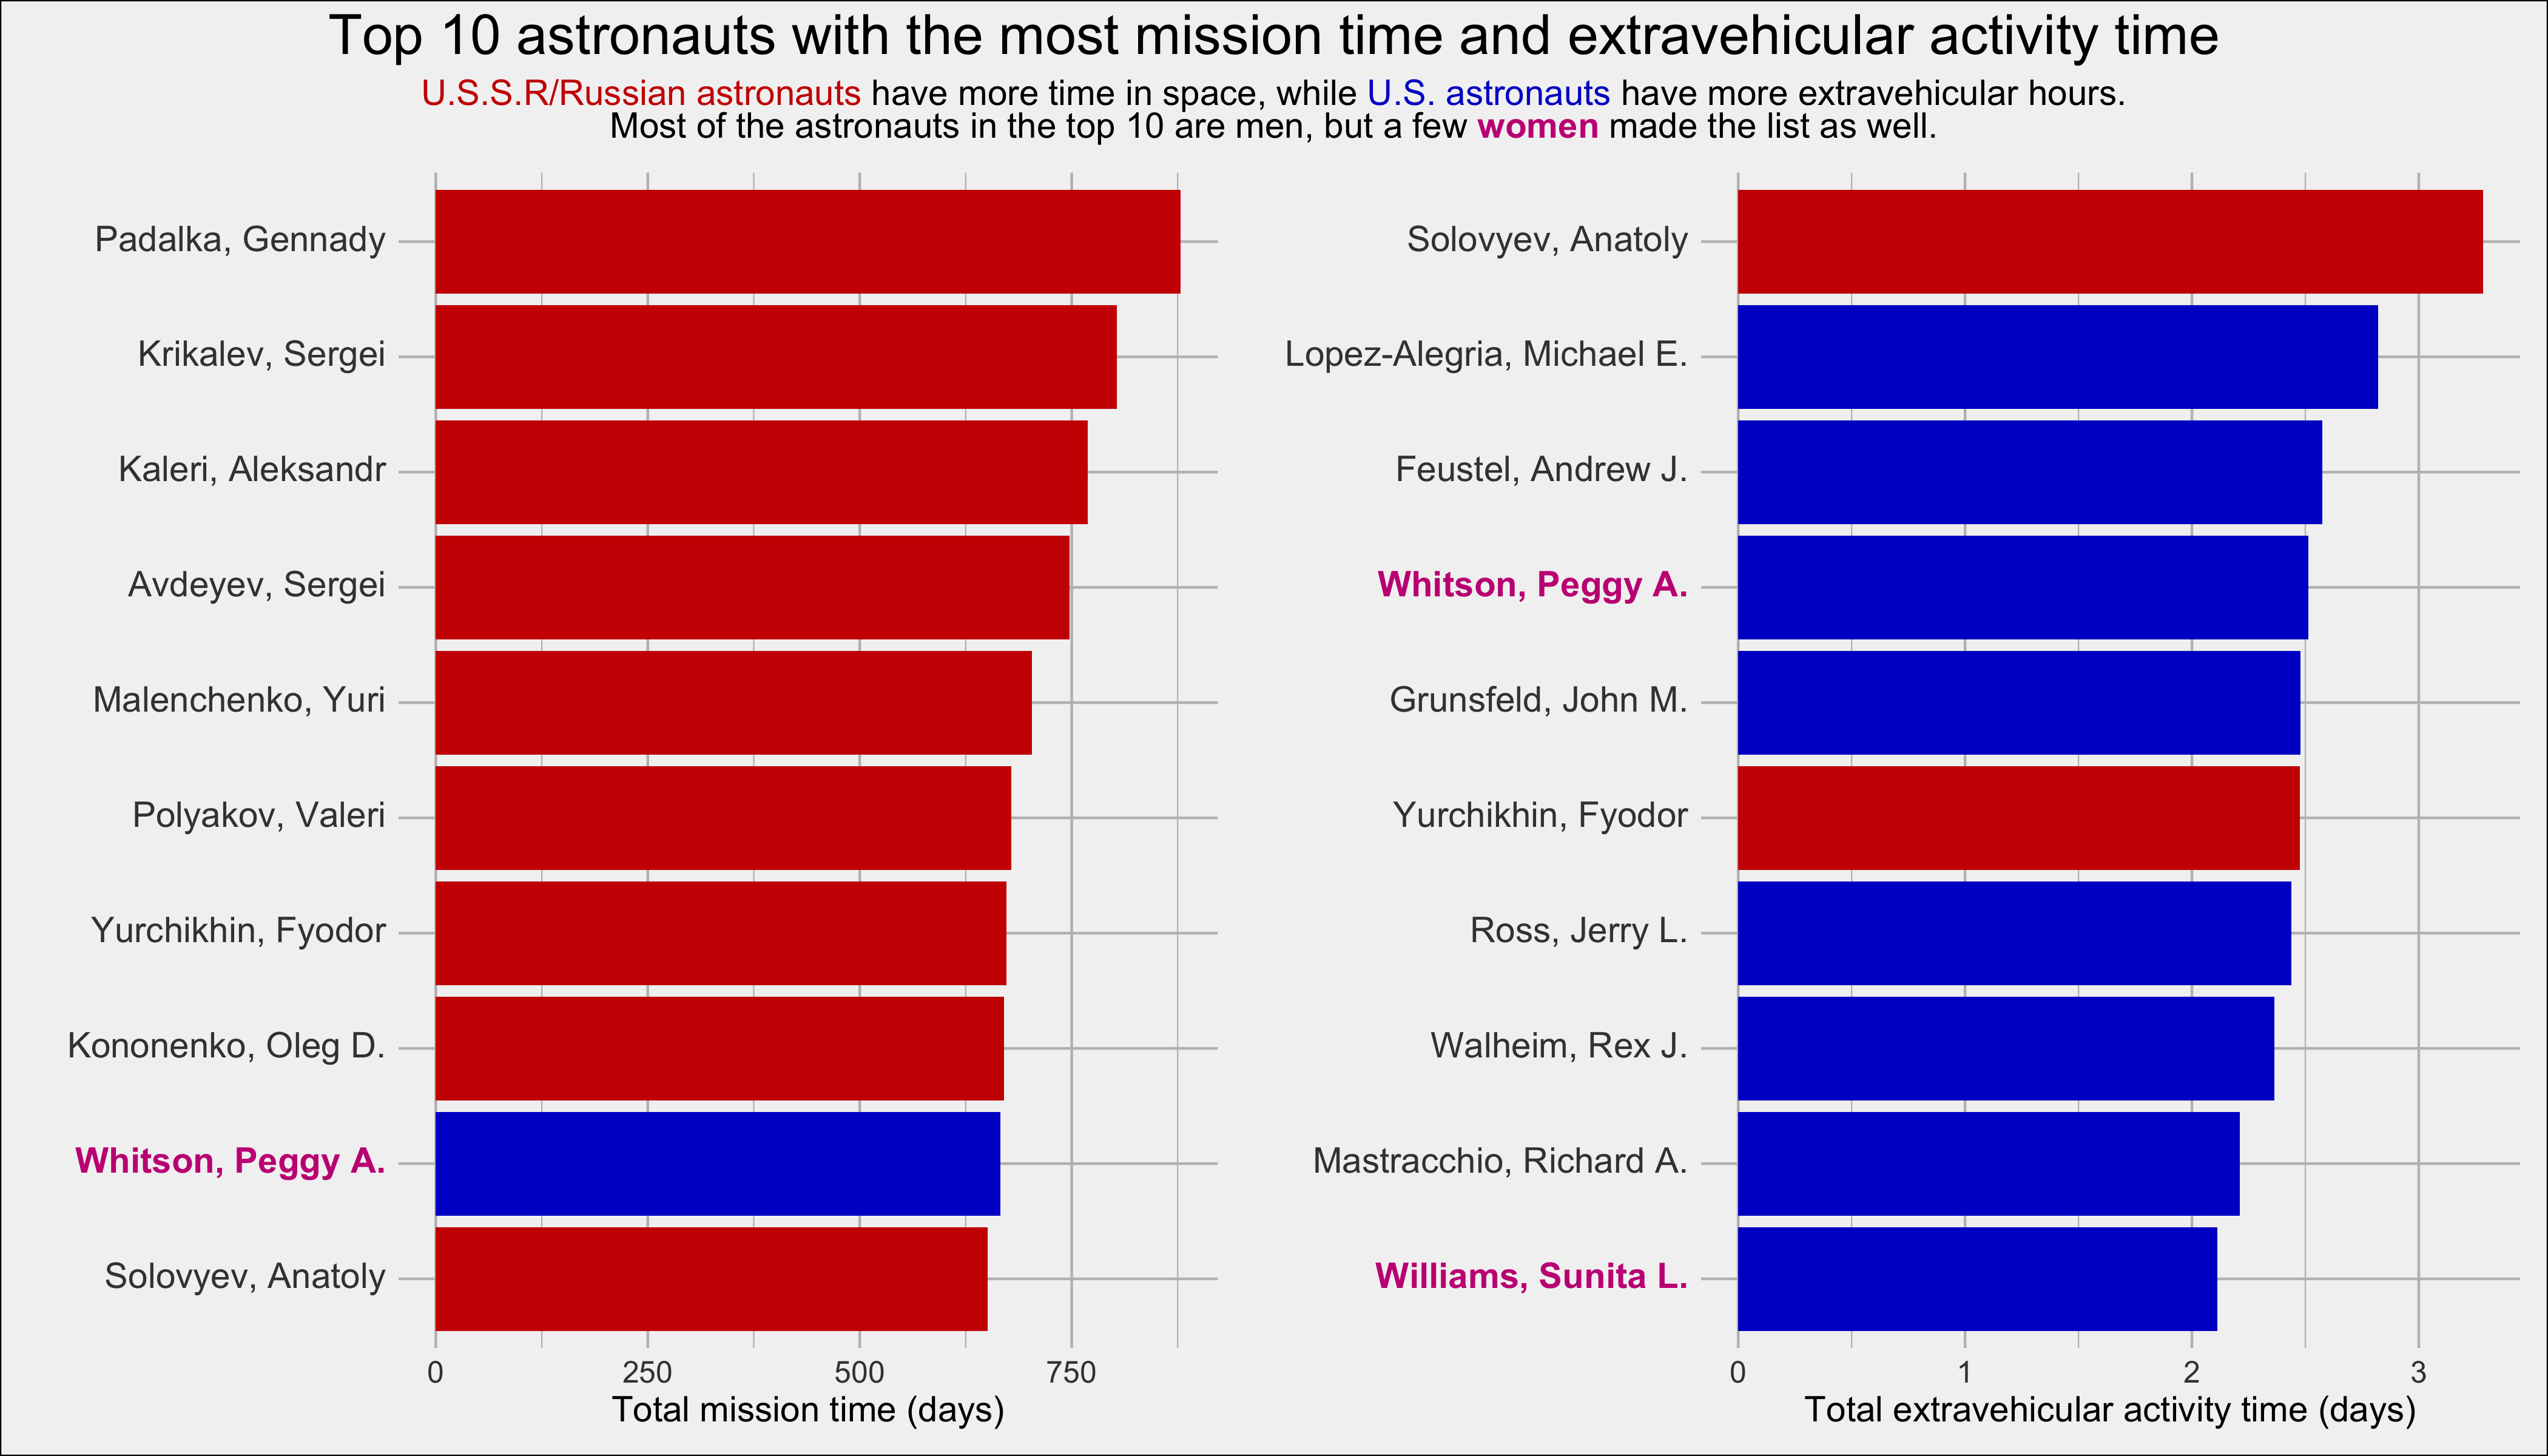 Top 10 astronauts with the most mission time and extravehicular activity time
U.S.S.R/Russian astronauts have more time in space, while U.S. astronauts have more extravehicular hours.
Most of the astronauts in the top 10 are men, but a few women made the list as well.
Padalka, Gennady
Krikalev, Sergei
Kaleri, Aleksandr
Avdeyev, Sergei
Malenchenko, Yuri
Polyakov, Valeri
Yurchikhin, Fyodor
Kononenko, Oleg D.
Whitson, Peggy A.
Solovyev, Anatoly
0 250 500 750
Total mission time (days)
Solovyev, Anatoly
Lopez-Alegria, Michael E.
Feustel, Andrew J.
Whitson, Peggy A.
Grunsfeld, John M.
Yurchikhin, Fyodor
Ross, Jerry L.
Walheim, Rex J.
Mastracchio, Richard A.
Williams, Sunita L.
0 1 2 3
Total extravehicular activity time (days)